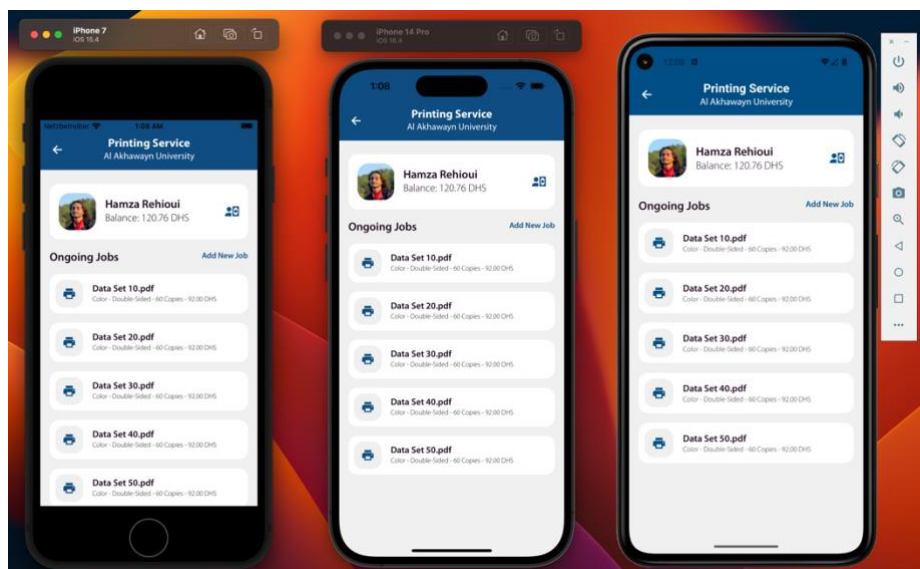 iPhone 7
iOS 15.4
1:08 AM
Printing Service
Al Akhawayn University
Hamza Rehioui
Balance: 120.76 DHS
Ongoing Jobs
Add New Job
Data Set 10.pdf
Color - Double-Sided - 60 Copies - 92.00 DHS
Data Set 20.pdf
Color - Double-Sided - 60 Copies - 92.00 DHS
Data Set 30.pdf
Color - Double-Sided - 60 Copies - 92.00 DHS
Data Set 40.pdf
Color - Double-Sided - 60 Copies - 92.00 DHS
Data Set 50.pdf
Color - Double-Sided - 60 Copies - 92.00 DHS
iPhone 14 Pro
1:08
Printing Service
Al Akhawayn University
Hamza Rehioui
Balance: 120.76 DHS
Ongoing Jobs
Add New Job
Data Set 10.pdf
Color - Double-Sided - 60 Copies - 92.00 DHS
Data Set 20.pdf
Color - Double-Sided - 60 Copies - 92.00 DHS
Data Set 30.pdf
Color - Double-Sided - 60 Copies - 92.00 DHS
Data Set 40.pdf
Color - Double-Sided - 60 Copies - 92.00 DHS
Data Set 50.pdf
Color - Double-Sided - 60 Copies - 92.00 DHS
Printing Service
Al Akhawayn University
Hamza Rehioui
Balance: 120.76 DHS
Ongoing Jobs
Add New Job
Data Set 10.pdf
Color - Double-Sided - 60 Copies - 92.00 DHS
Data Set 20.pdf
Color - Double-Sided - 60 Copies - 92.00 DHS
Data Set 30.pdf
Color - Double-Sided - 60 Copies - 92.00 DHS
Data Set 40.pdf
Color - Double-Sided - 60 Copies - 92.00 DHS
Data Set 50.pdf
Color - Double-Sided - 60 Copies - 92.00 DHS